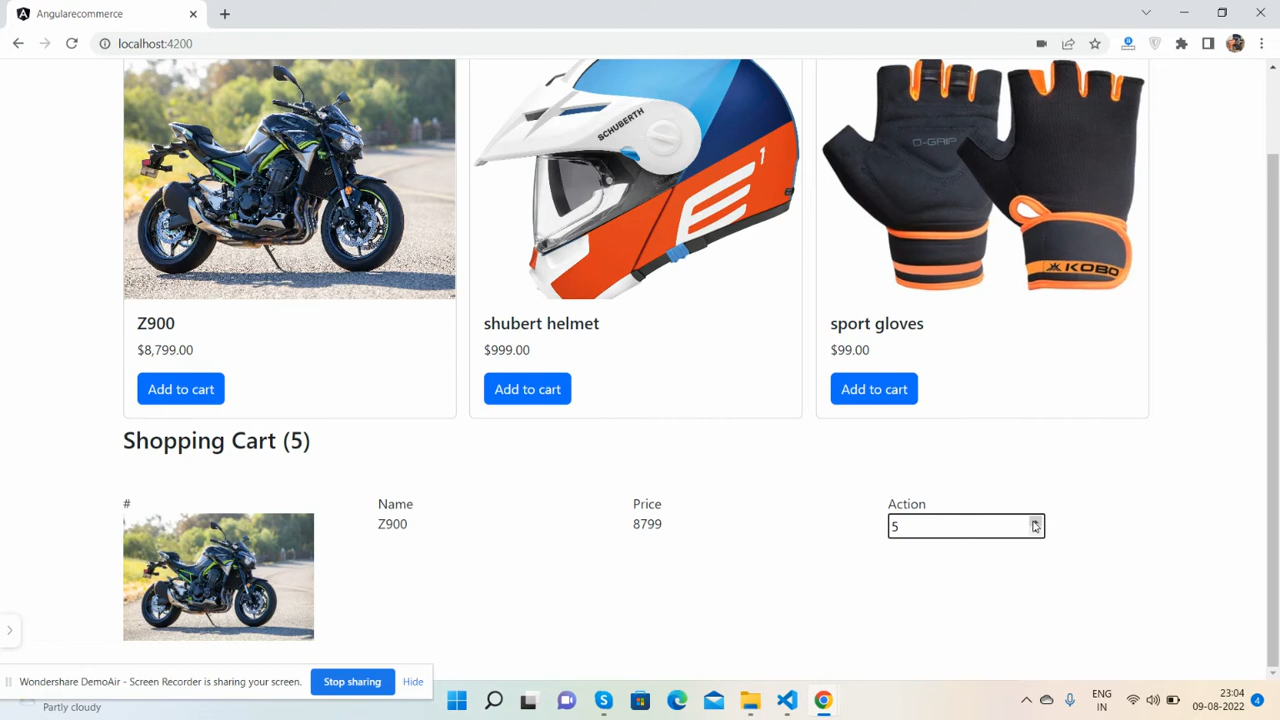 Angularecommerce
localhost:4200
SCHUBERTH
1
D-GRIP
KOBO
Z900
$8,799.00
Add to cart
shubert helmet
$999.00
Add to cart
sport gloves
$99.00
Add to cart
Shopping Cart (5)
# Name Price Action
Z900 8799 5
Wondershare DemoAir - Screen Recorder is sharing your screen. Stop sharing Hide
Partly cloudy
ENG
IN
23:04
09-08-2022
4